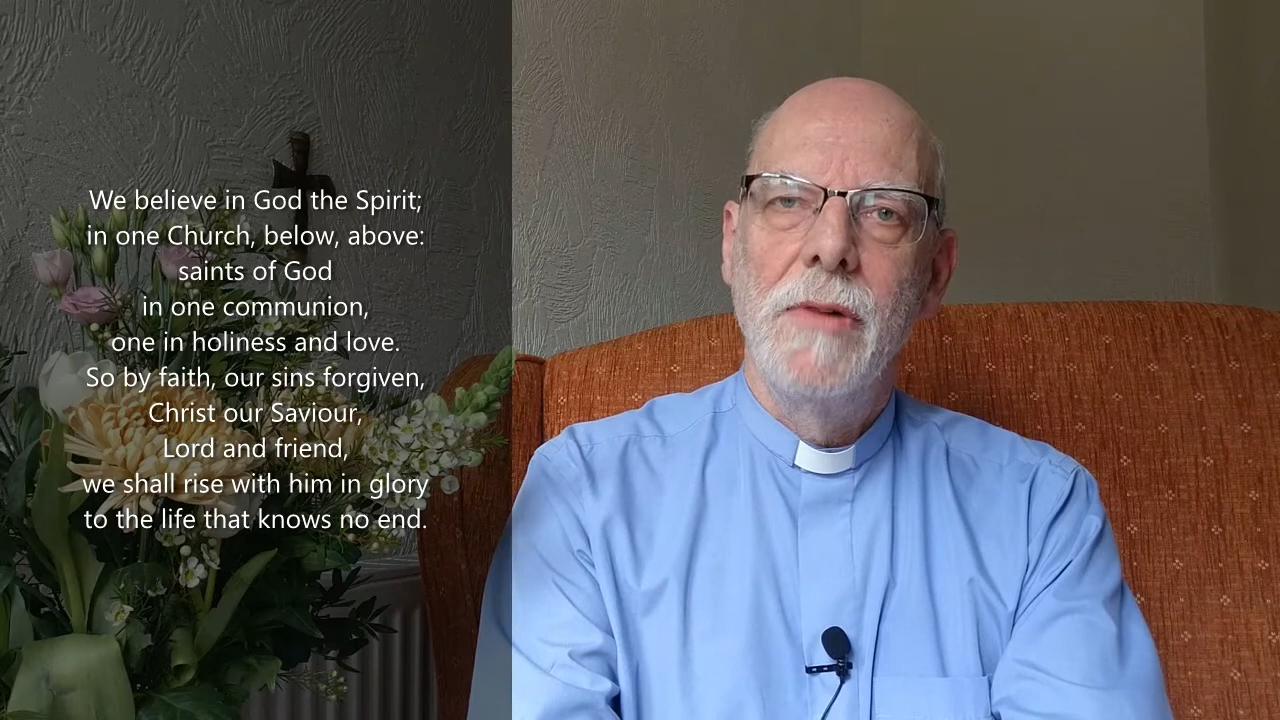 We believe in God the Spirit;
in one Church, below, above:
saints of God
in one communion,
one in holiness and love.
So by faith, our sins forgiven,
Christ our Saviour,
Lord and friend,
we shall rise with him in glory
to the life that knows no end.